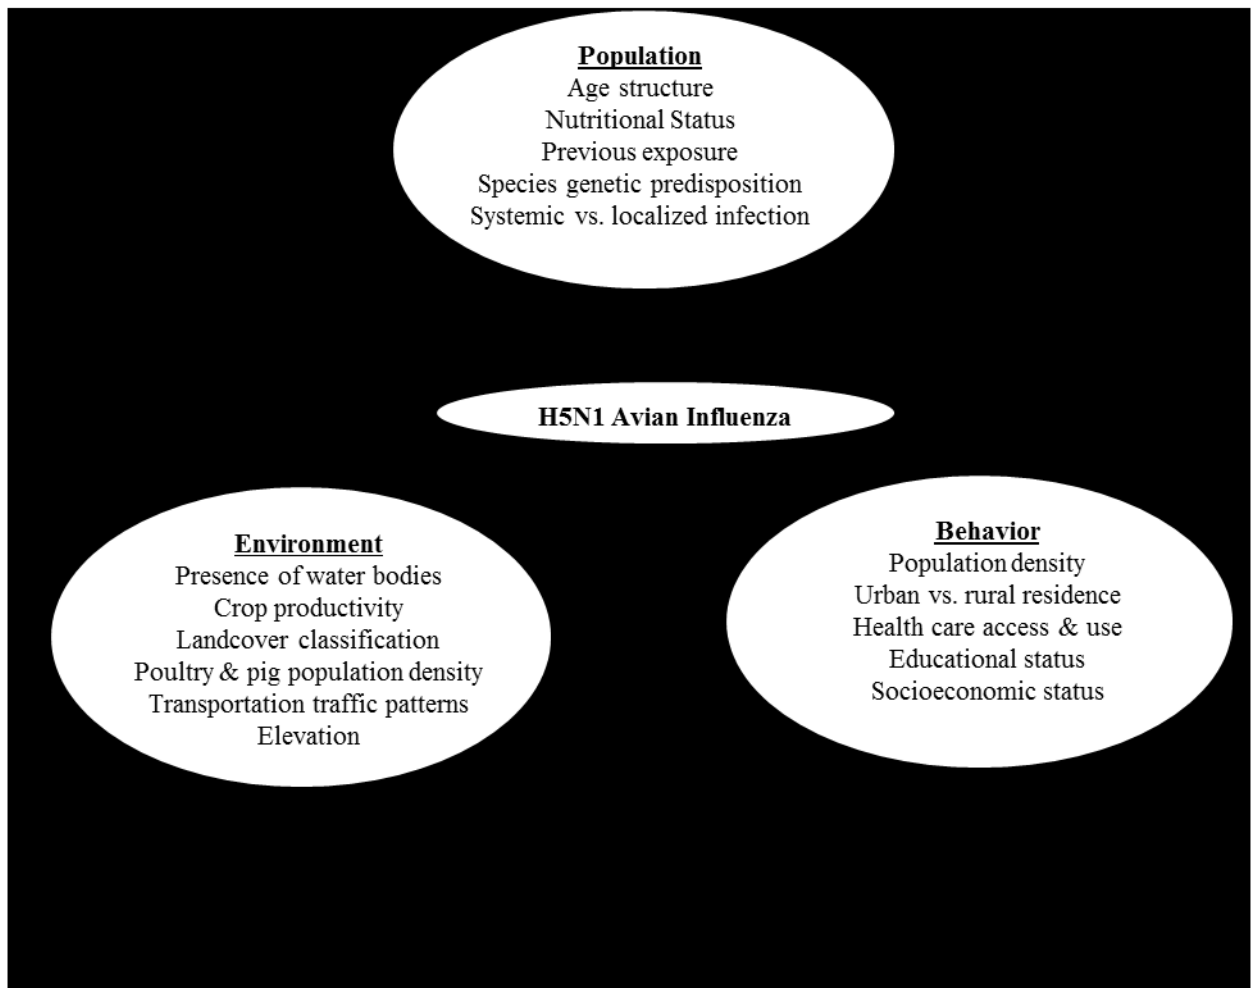 Population
Age structure
Nutritional Status
Previous exposure
Species genetic predisposition
Systemic vs. localized infection
H5N1 Avian Influenza
Environment
Presence of water bodies
Crop productivity
Landcover classification
Poultry & pig population density
Transportation traffic patterns
Elevation
Behavior
Population density
Urban vs. rural residence
Health care access & use
Educational status
Socioeconomic status